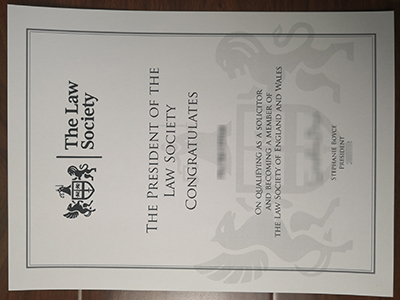 The Law
Society
The President of the
Law Society
Congratulates
On qualifying as a solicitor
and becoming a member of
The Law Society of England and Wales
Stephanie Boyce
President